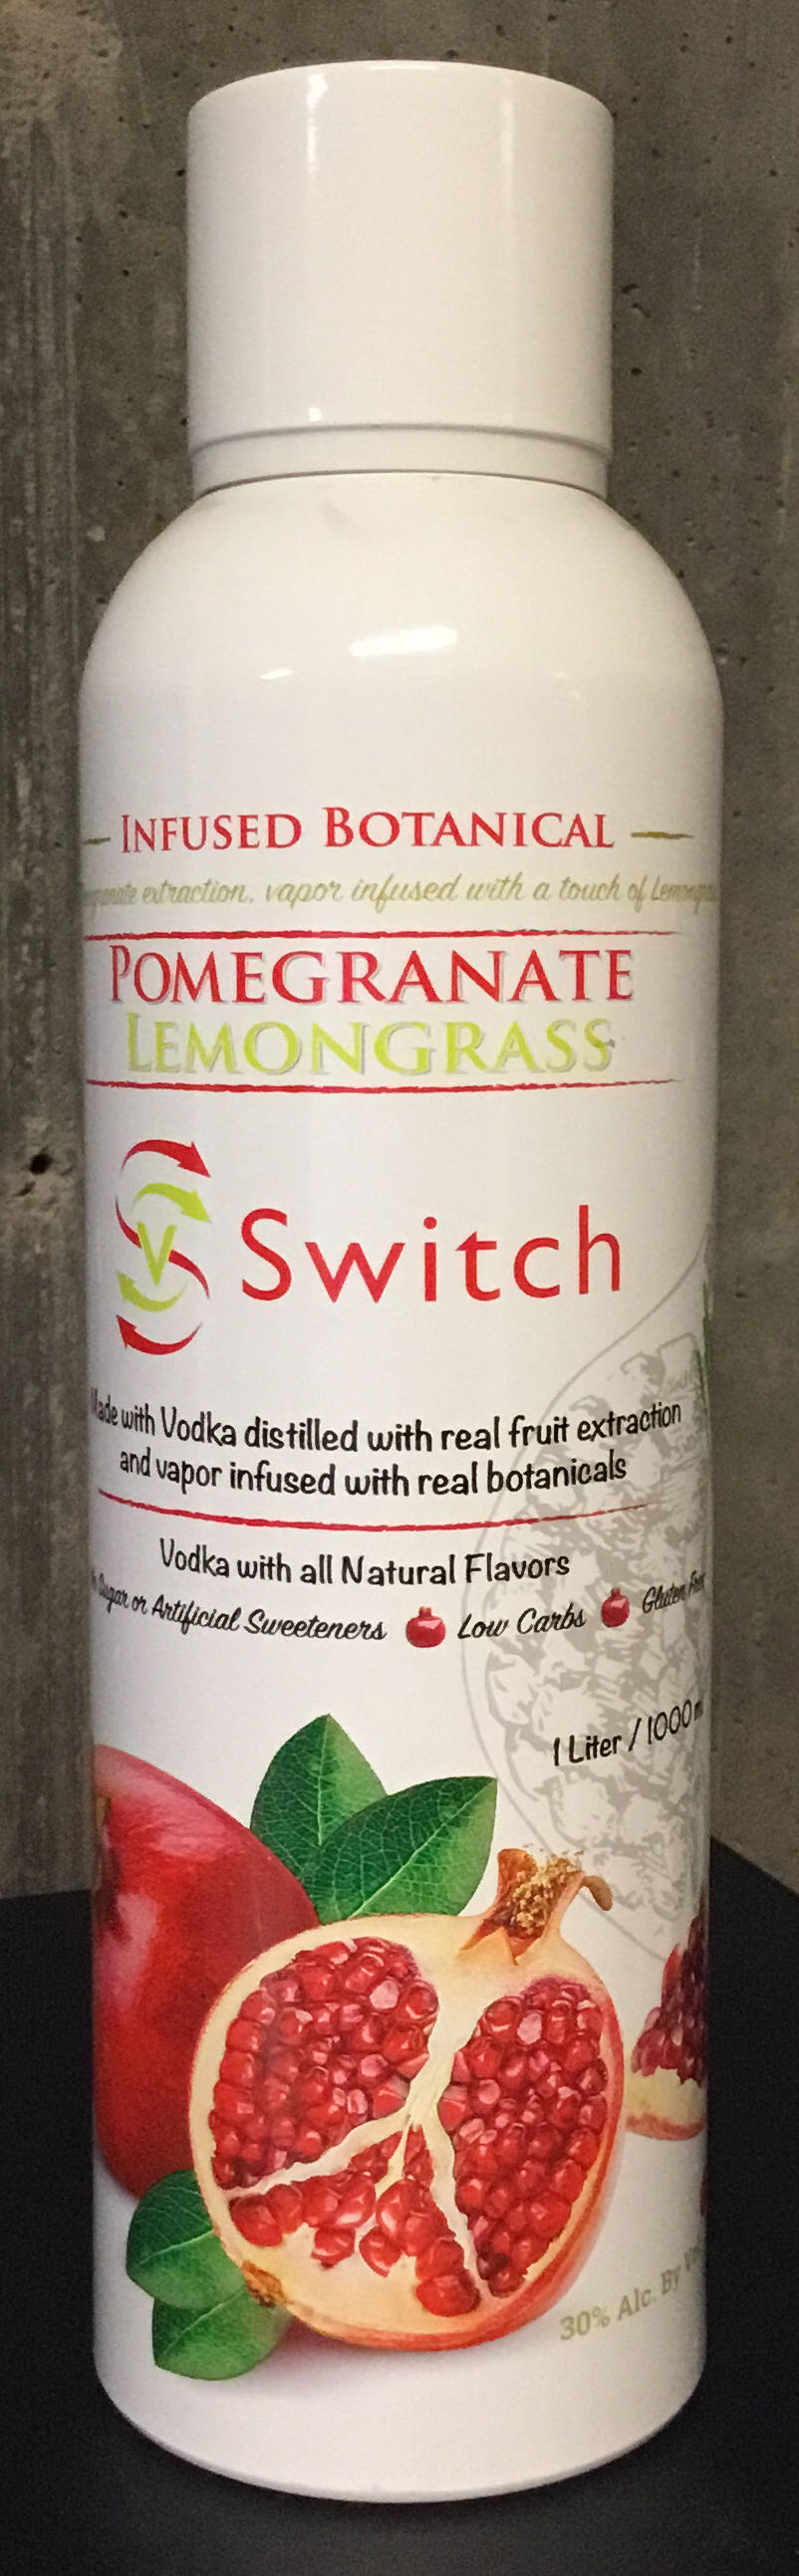 INFUSED BOTANICAL
extraction, vapor infused with a touch of
POMEGRANATE
LEMONGRASS
V
Switch
with Vodka distilled with real fruit extraction
and vapor infused with real botanicals
Vodka with all Natural Flavors
Sugar or Artificial Sweeteners Low Carbs Gluten
1 Liter / 1000
30% Alc. By